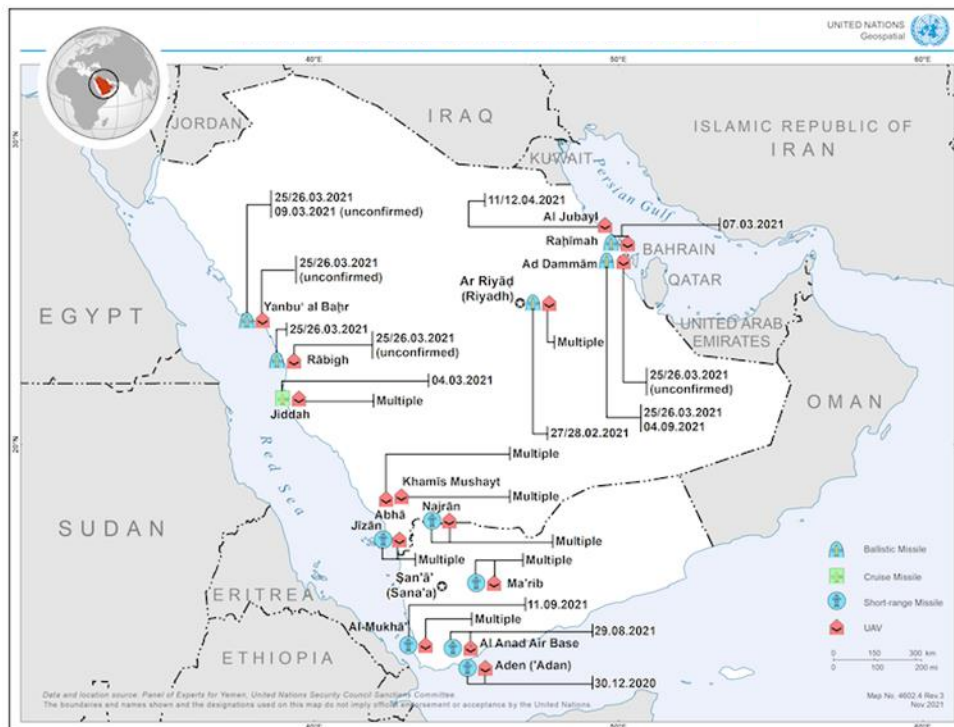 UNITED NATIONS
Geospatial
40°E
50°E
60°E
30°N
20°N
JORDAN
IRAQ
KUWAIT
ISLAMIC REPUBLIC OF
IRAN
Persian Gulf
25/26.03.2021
09.03.2021 (unconfirmed)
11/12.04.2021
Al Jubayl
07.03.2021
Raḥīmah
BAHRAIN
25/26.03.2021
(unconfirmed)
Ad Dammām
QATAR
Ar Riyāḍ
(Riyadh)
EGYPT
Yanbu' al Baḥr
UNITED ARAB
EMIRATES
25/26.03.2021
25/26.03.2021
(unconfirmed)
Multiple
Rābigh
25/26.03.2021
(unconfirmed)
04.03.2021
OMAN
Multiple
Jiddah
25/26.03.2021
04.09.2021
27/28.02.2021
Red Sea
Multiple
Khamīs Mushayt
Multiple
Abhā
Najrān
SUDAN
Jīzān
Multiple
Multiple
Multiple
Ballistic Missile
Ṣan'ā'
(Sana'a)
Ma'rib
Cruise Missile
ERITREA
11.09.2021
Short-range Missile
Multiple
Al-Mukhā'
29.08.2021
UAV
Al Anad Air Base
ETHIOPIA
Aden ('Adan)
30.12.2020
0 150 300 km
0 100 200 mi
Data and location source: Panel of Experts for Yemen, United Nations Security Council Sanctions Committee.
The boundaries and names shown and the designations used on this map do not imply official endorsement or acceptance by the United Nations.
Map No. 4602.4 Rev.3
Nov 2021